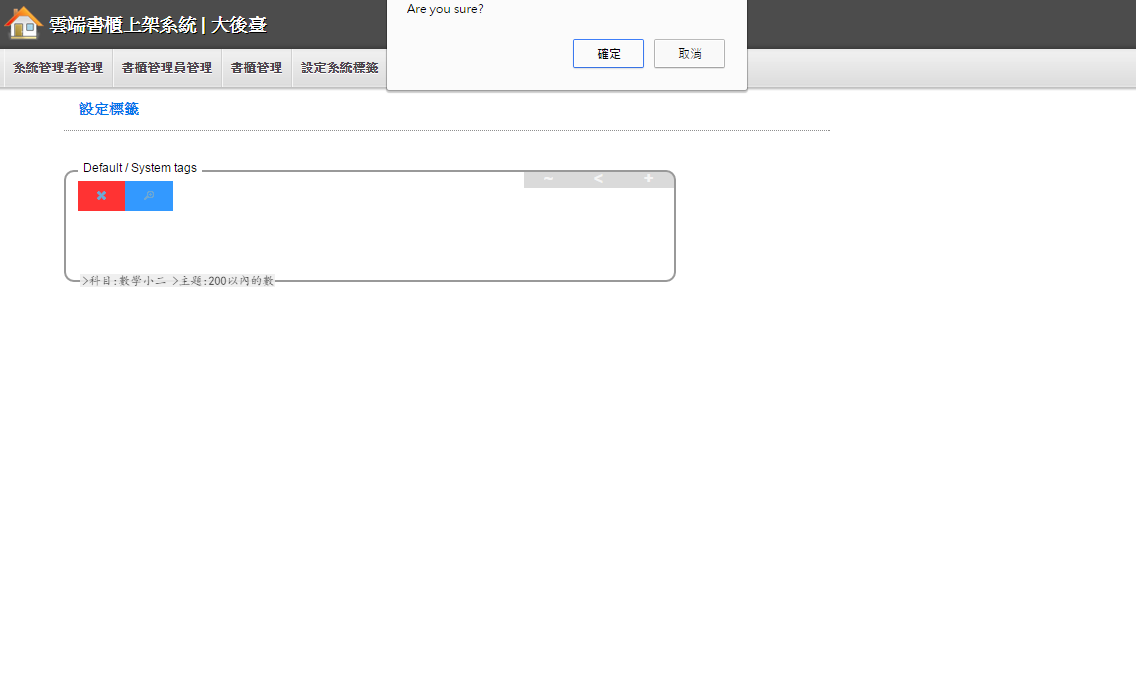 雲端書櫃上架系統 | 大後臺
Are you sure?
確定
取消
系統管理者管理
書櫃管理員管理
書櫃管理
設定系統標籤
設定標籤
Default / System tags
~ < +
>科目:數學小二 >主題:200以內的數